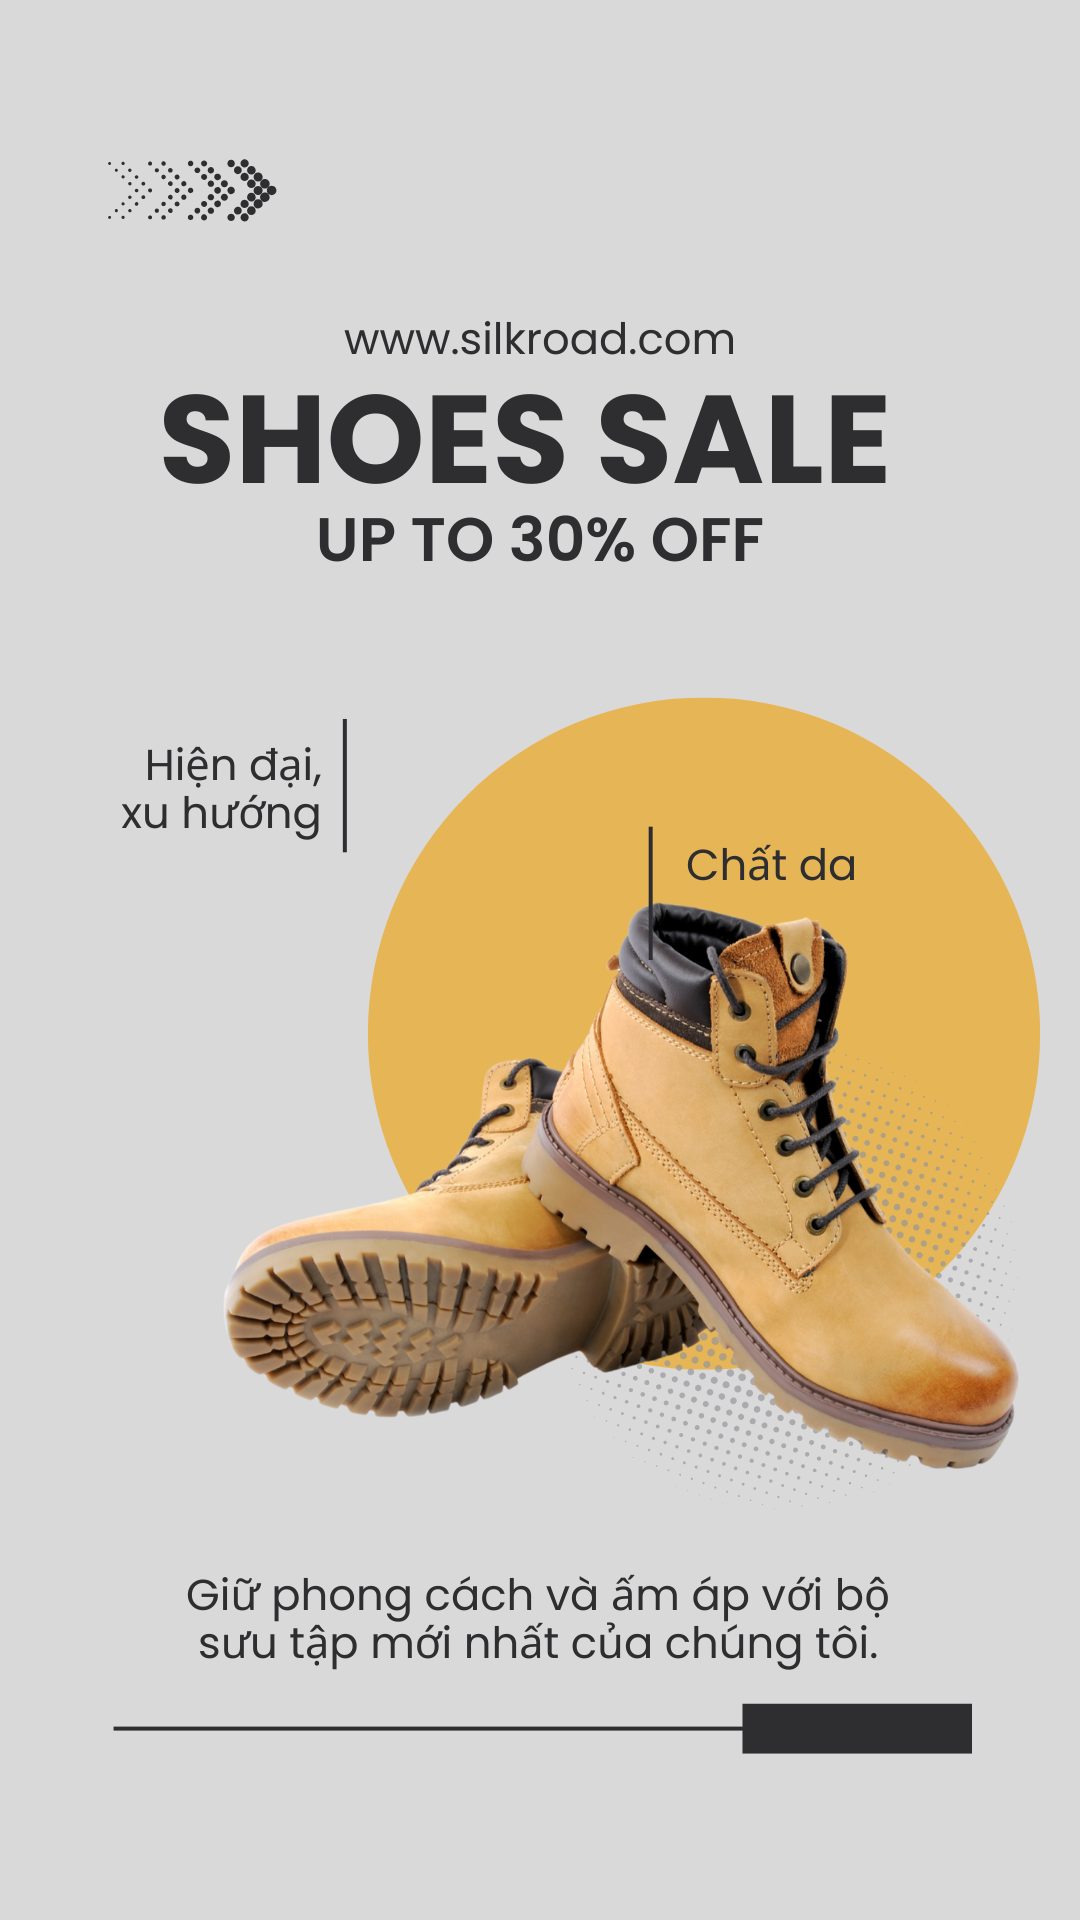 www.silkroad.com
SHOES SALE
UP TO 30% OFF
Hiện đại,
xu hướng
Chất da
Giữ phong cách và ấm áp với bộ
sưu tập mới nhất của chúng tôi.